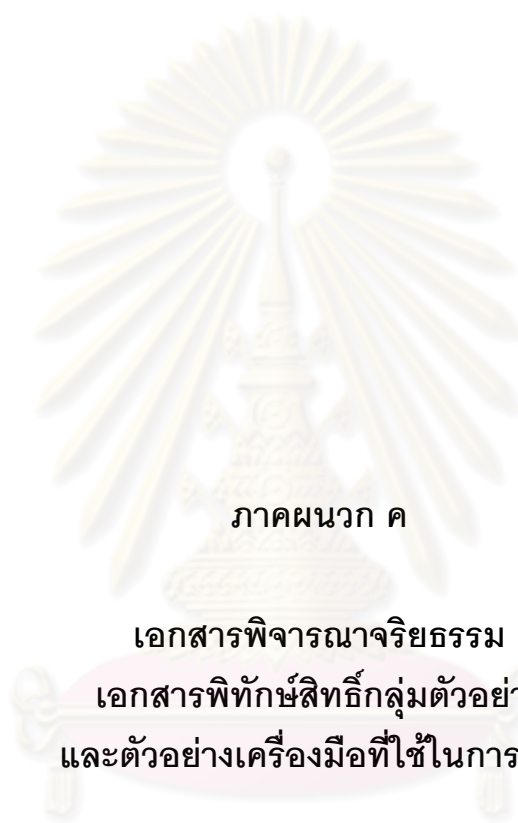 ภาคผนวก ค
เอกสารพิจารณาจริยธรรม
เอกสารพิทักษ์สิทธิ์กลุ่มตัวอย่า
และตัวอย่างเครื่องมือที่ใช้ในการ